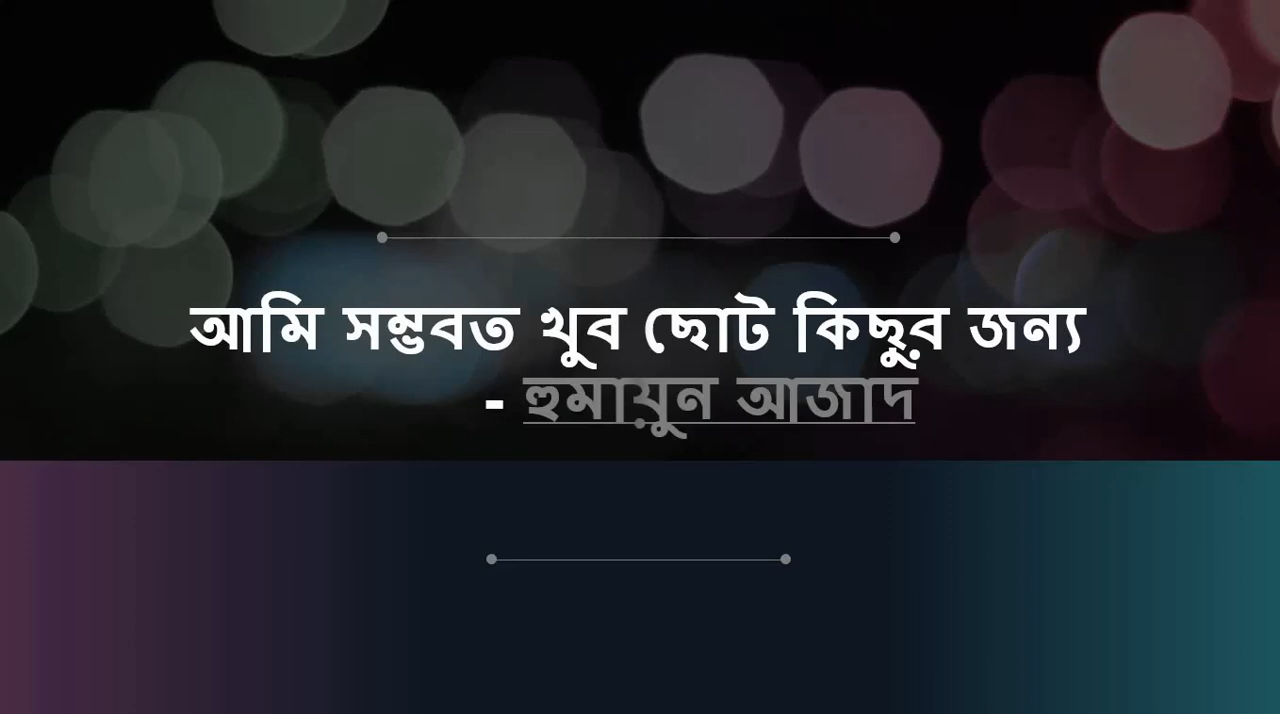 আমি সম্ভবত খুব ছোট কিছুর জন্য
- হুমায়ুন আজাদ